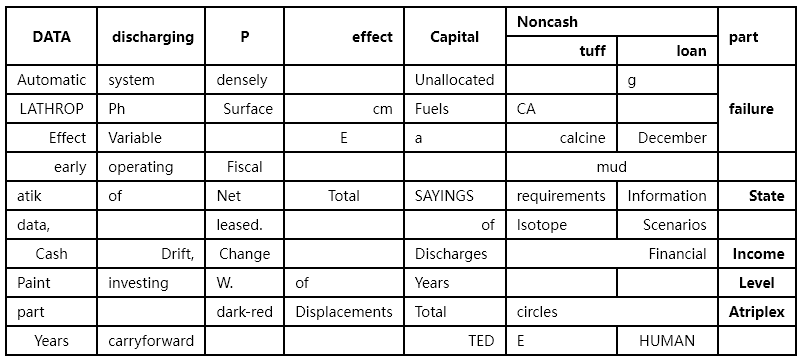 DATA discharging P effect Capital Noncash part
tuff loan
Automatic system densely Unallocated g
LATHROP Ph Surface cm Fuels CA failure
Effect Variable E a calcine December
early operating Fiscal mud
atik of Net Total SAYINGS requirements Information State
data, leased. of Isotope Scenarios
Cash Drift, Change Discharges Financial Income
Paint investing W. of Years Level
part dark-red Displacements Total circles Atriplex
Years carryforward TED E HUMAN